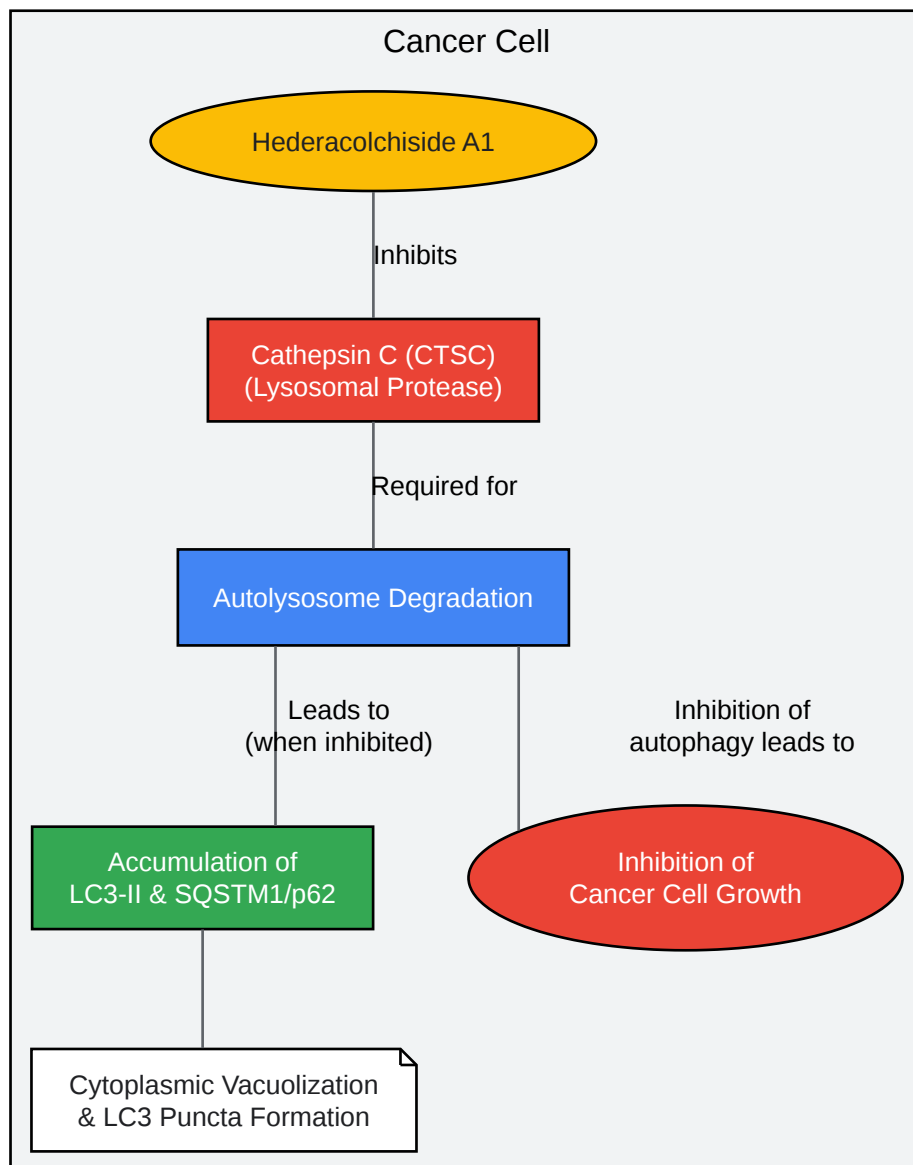 Cancer Cell
Hederacolchiside A1
Inhibits
Cathepsin C (CTSC)
(Lysosomal Protease)
Required for
Autolysosome Degradation
Leads to
(when inhibited)
Inhibition of
autophagy leads to
Accumulation of
LC3-II & SQSTM1/p62
Inhibition of
Cancer Cell Growth
Cytoplasmic Vacuolization
& LC3 Puncta Formation